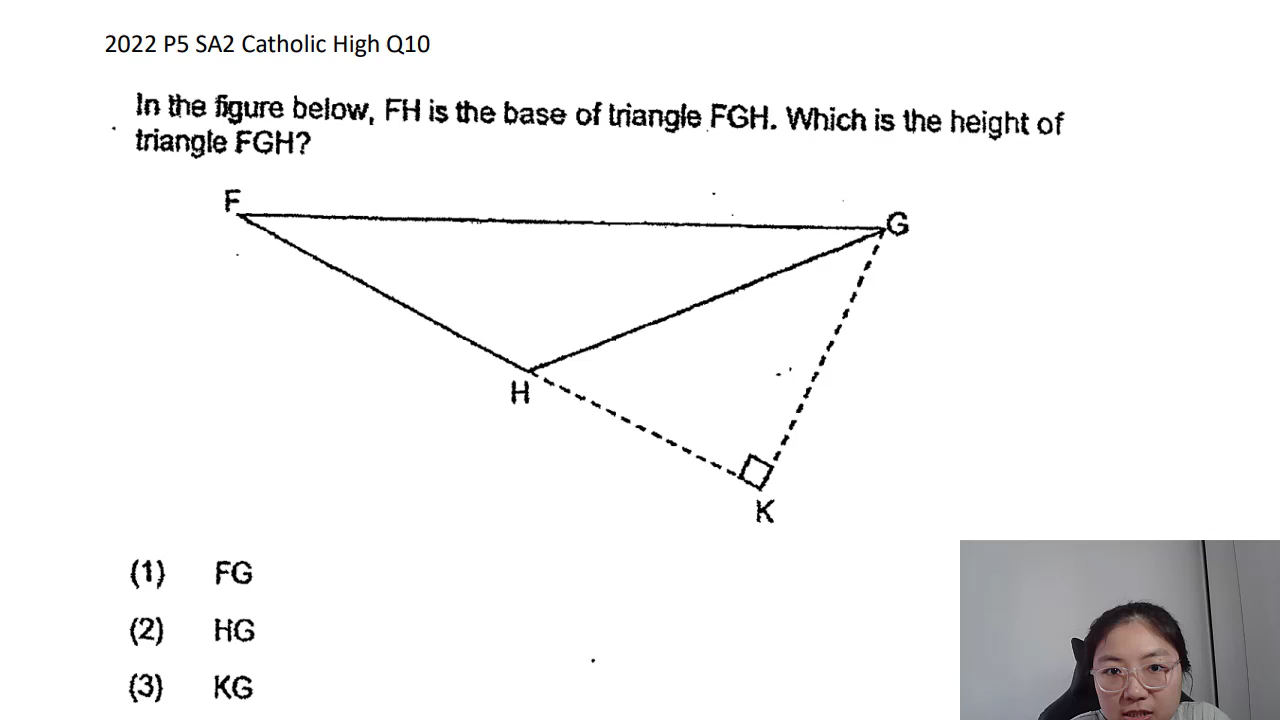 2022 P5 SA2 Catholic High Q10
In the figure below, FH is the base of triangle FGH. Which is the height of
triangle FGH?
F
G
H
K
(1) FG
(2) HG
(3) KG